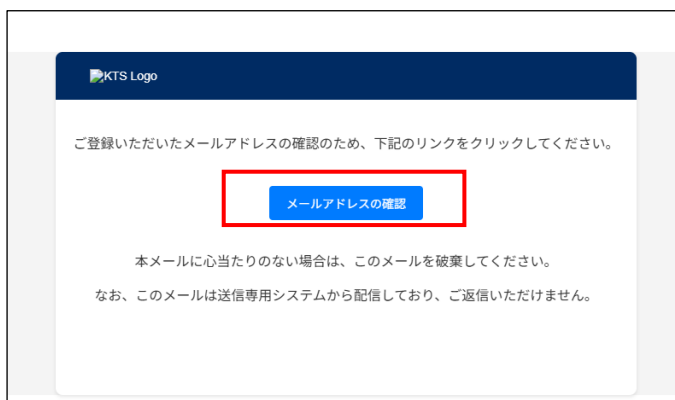 KTS Logo
ご登録いただいたメールアドレスの確認のため、下記のリンクをクリックしてください。
メールアドレスの確認
本メールに心当たりのない場合は、このメールを破棄してください。
なお、このメールは送信専用システムから配信しており、ご返信いただけません。